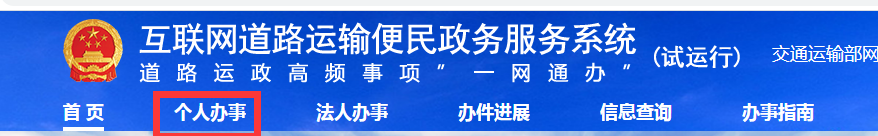 互联网道路运输便民政务服务系统
(试运行)
交通运输部网
道路运政高频事项”一网通办”
首 页 个人办事 法人办事 办件进展 信息查询 办事指南